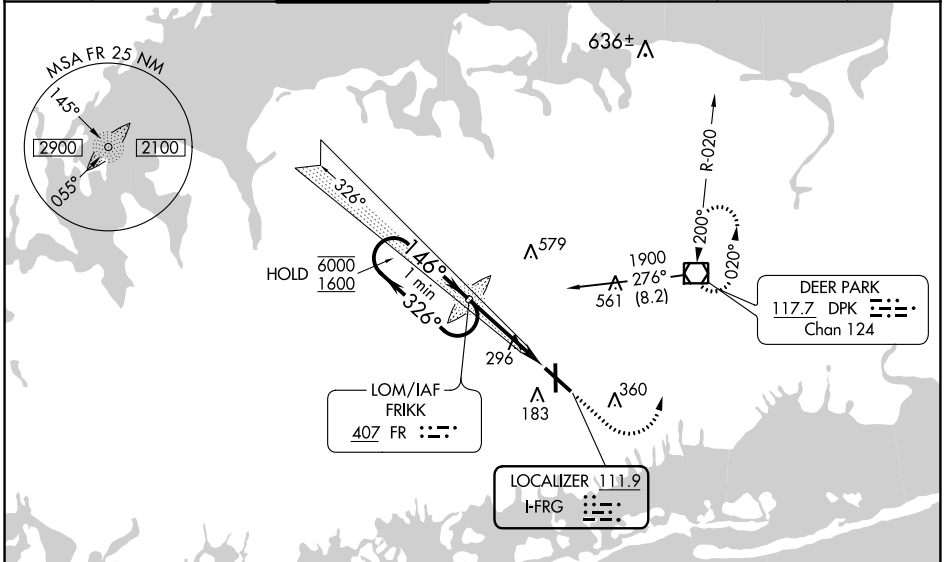 MSA FR 25 NM
145°
2900
2100
055°
636±
R-020
200°
020°
326°
146°
HOLD
6000
1600
1 min
326°
579
1900
276°
(8.2)
561
DEER PARK
117.7 DPK
Chan 124
296
LOM/IAF
FRIKK
407 FR
183
360
LOCALIZER 111.9
I-FRG